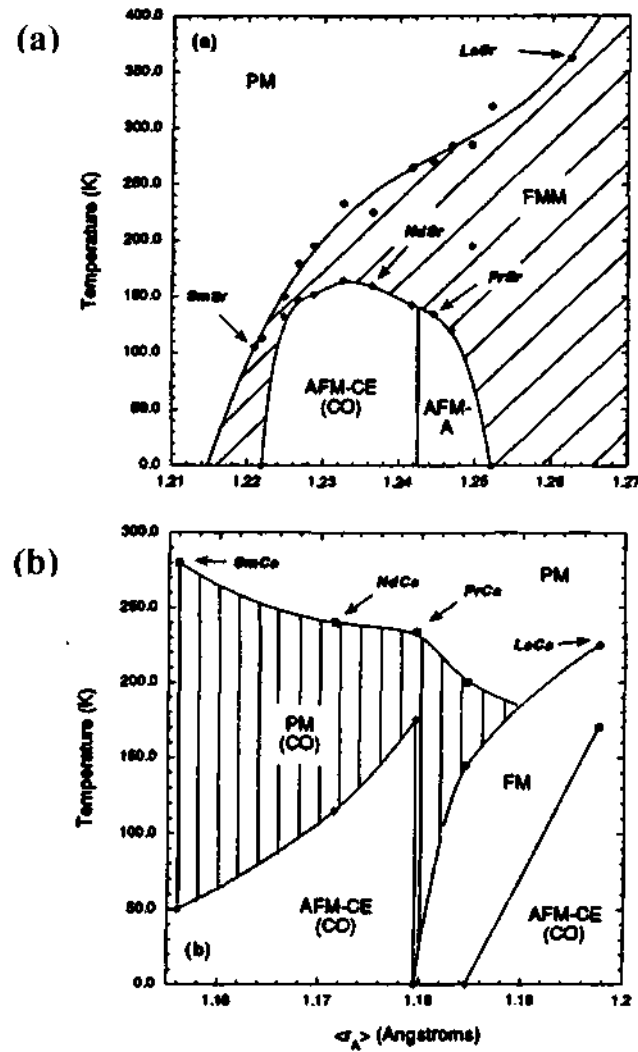 (a)
(a)
400.0
350.0
300.0
250.0
200.0
150.0
100.0
50.0
0.0
Temperature (K)
PM
LaSr
FMM
NdSr
PrSr
SmSr
AFM-CE
(CO)
AFM-
A
1.21
1.22
1.23
1.24
1.25
1.26
1.27
(b)
300.0
250.0
200.0
150.0
100.0
50.0
0.0
Temperature (K)
SmCa
NdCa
PrCa
PM
LaCa
PM
(CO)
FM
AFM-CE
(CO)
AFM-CE
(CO)
(b)
1.16
1.17
1.18
1.19
1.2
<r_A> (Angstroms)